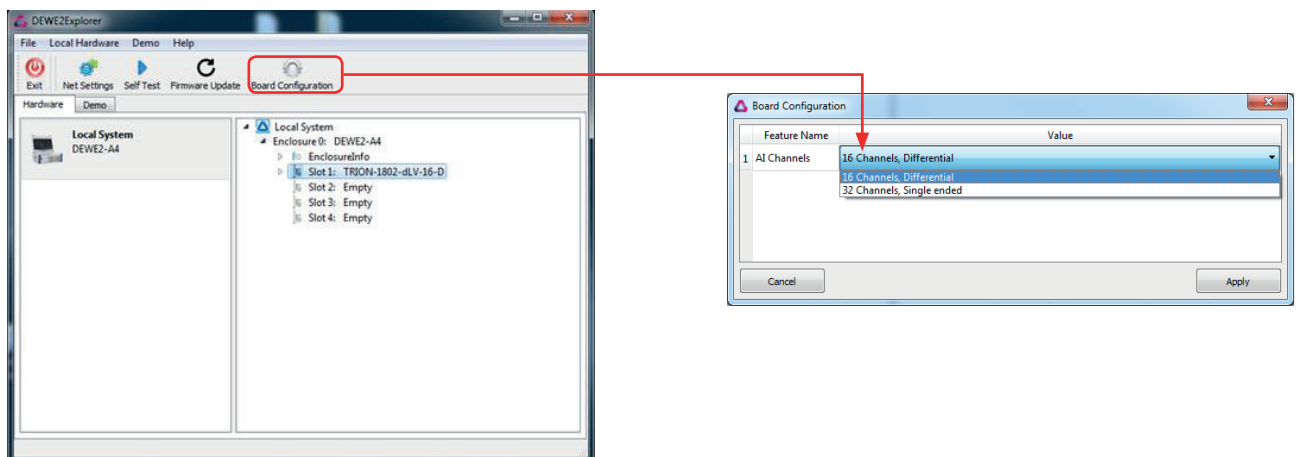 DEWE2Explorer
File Local Hardware Demo Help
Exit Net Settings Self Test Firmware Update Board Configuration
Hardware Demo
Local System
DEWE2-A4
Local System
Enclosure 0: DEWE2-A4
EnclosureInfo
Slot 1: TRION-1802-dLV-16-D
Slot 2: Empty
Slot 3: Empty
Slot 4: Empty
Board Configuration
Feature Name Value
1 AI Channels 16 Channels, Differential
16 Channels, Differential
32 Channels, Single ended
Cancel Apply